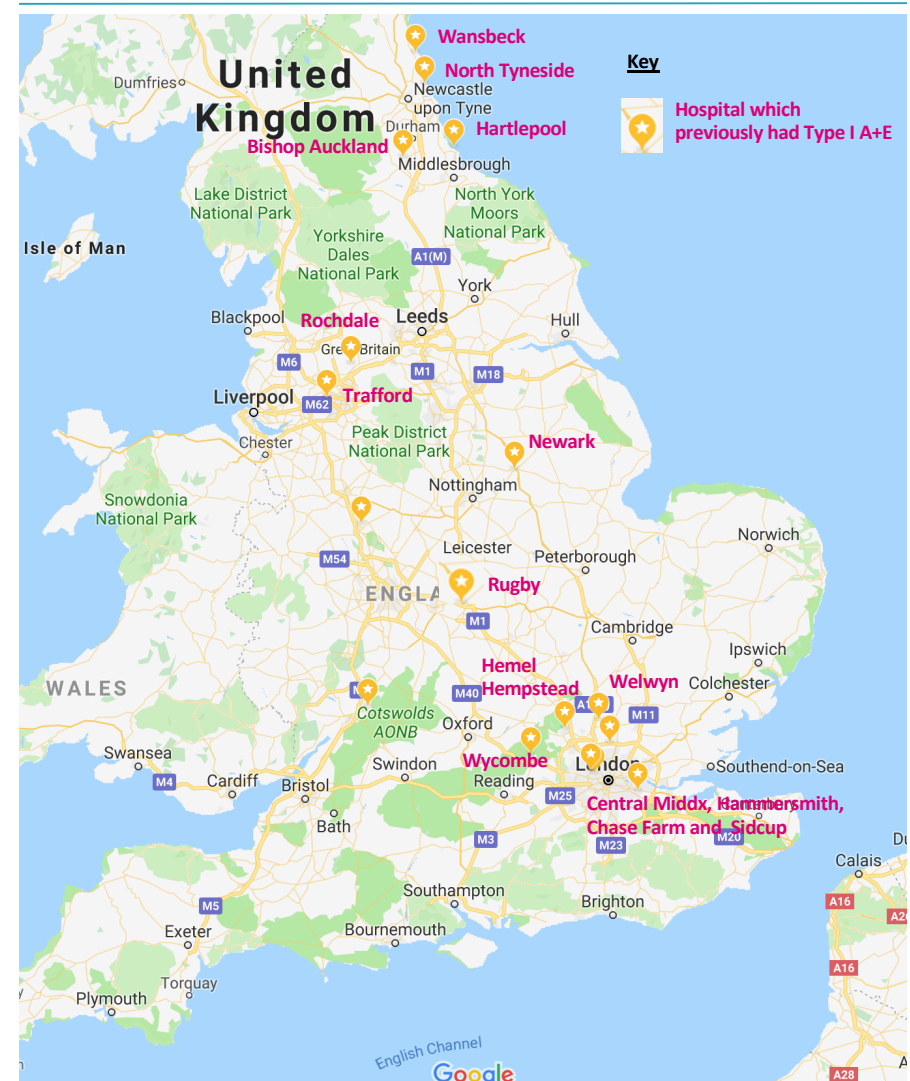 Wansbeck
Key
North Tyneside
Dumfries
United
Kingdom
Newcastle
upon Tyne
Hospital which
previously had Type I A+E
Durham
Hartlepool
Bishop Auckland
Middlesbrough
Lake District
National Park
North York
Moors
National Park
Isle of Man
Yorkshire
Dales
National Park
A1(M)
York
Blackpool
Rochdale
Leeds
Hull
Britain
M6
M1
M18
Liverpool
M62
Trafford
Chester
Peak District
National Park
Newark
Nottingham
Snowdonia
National Park
Norwich
M54
Leicester
Peterborough
ENGLA
Rugby
M1
Cambridge
Ipswich
WALES
Hemel
Hempstead
Welwyn
Colchester
M40
M11
Cotswolds
AONB
Oxford
Swansea
Wycombe
London
Southend-on-Sea
M4
Cardiff
Bristol
Swindon
Reading
M25
Central Middx, Hammersmith,
Chase Farm and Sidcup
Bath
M3
M23
M20
Calais
Southampton
Brighton
A16
M5
Exeter
Bournemouth
A16
Torquay
Plymouth
English Channel
Google
A28